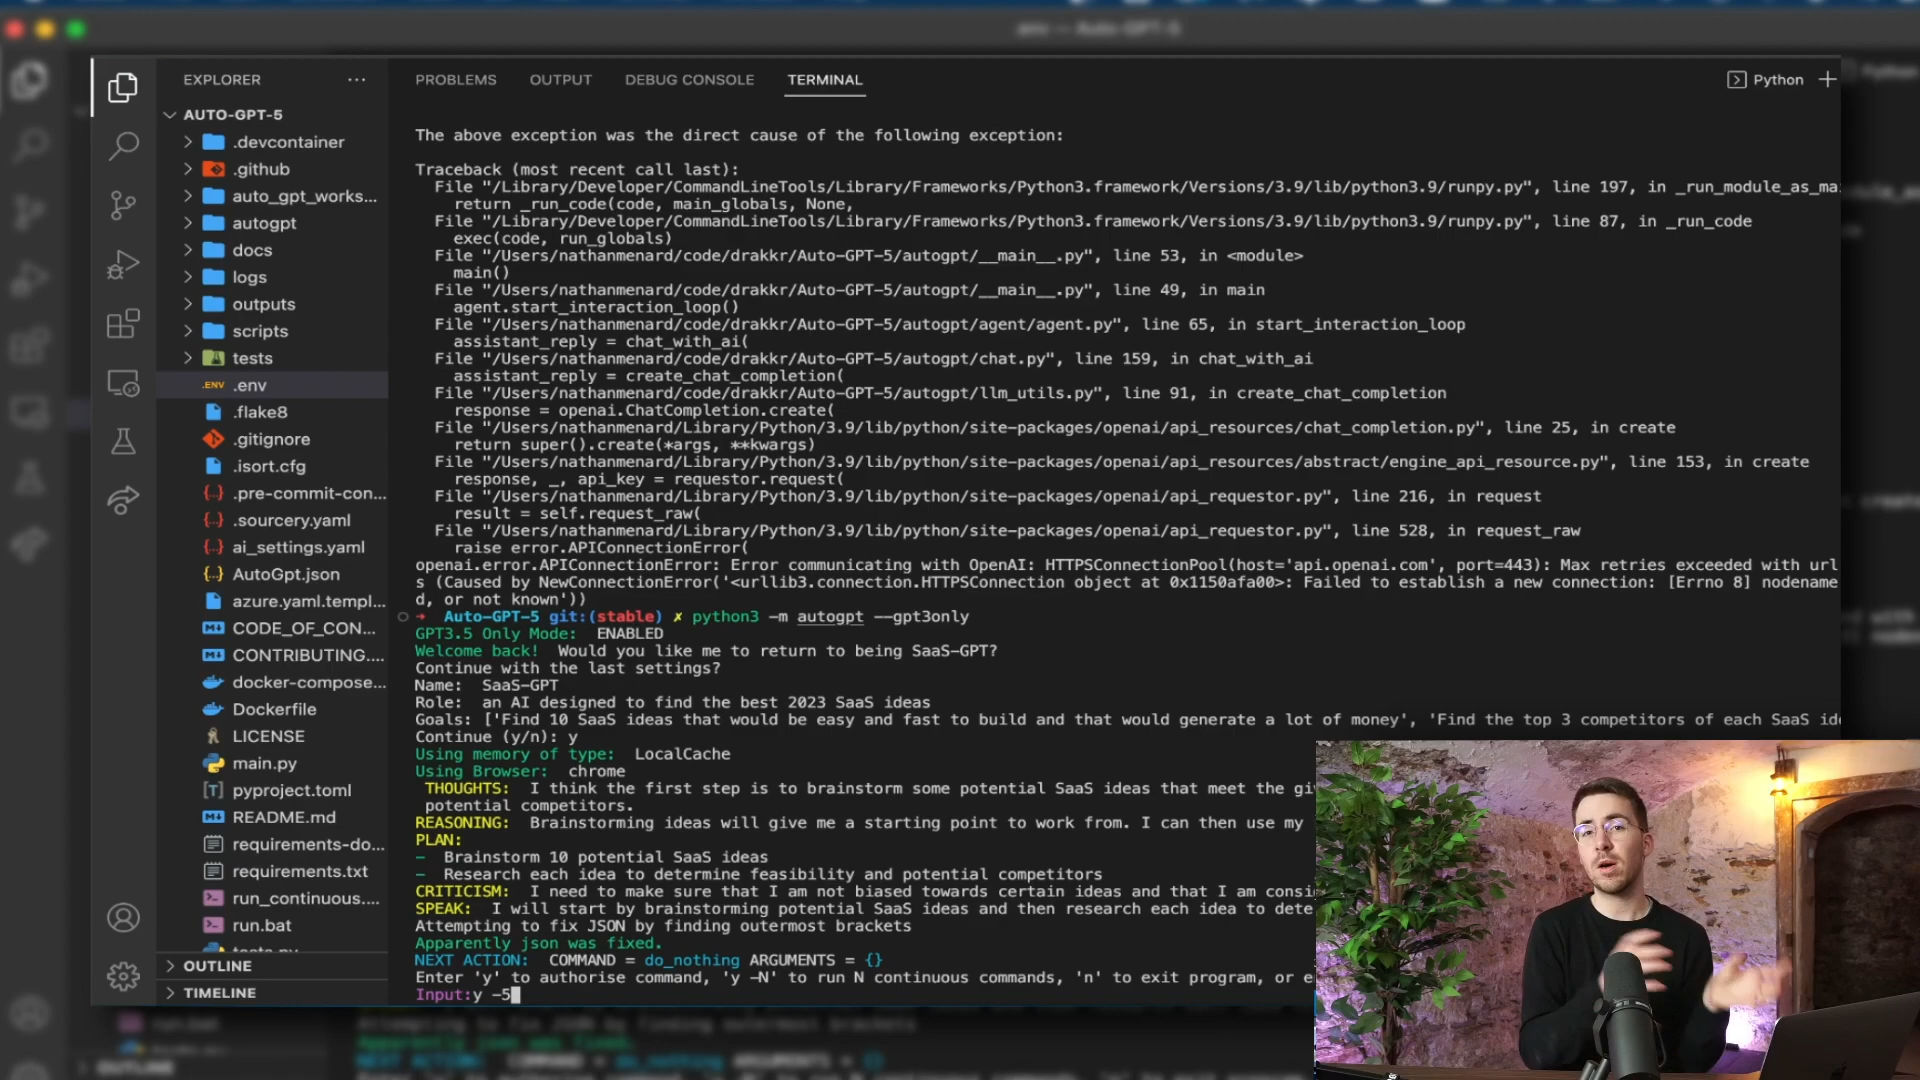 .env — Auto-GPT-5
EXPLORER
AUTO-GPT-5
.devcontainer
.github
auto_gpt_works...
autogpt
docs
logs
outputs
scripts
tests
.ENV .env
.flake8
.gitignore
.isort.cfg
.pre-commit-con...
.sourcery.yaml
ai_settings.yaml
AutoGpt.json
azure.yaml.templ...
CODE_OF_CON...
CONTRIBUTING....
docker-compose...
Dockerfile
LICENSE
main.py
pyproject.toml
README.md
requirements-do...
requirements.txt
run_continuous....
run.bat
tests.py
OUTLINE
TIMELINE
PROBLEMS OUTPUT DEBUG CONSOLE TERMINAL
Python
The above exception was the direct cause of the following exception:
Traceback (most recent call last):
File "/Library/Developer/CommandLineTools/Library/Frameworks/Python3.framework/Versions/3.9/lib/python3.9/runpy.py", line 197, in _run_module_as_mai
return _run_code(code, main_globals, None,
File "/Library/Developer/CommandLineTools/Library/Frameworks/Python3.framework/Versions/3.9/lib/python3.9/runpy.py", line 87, in _run_code
exec(code, run_globals)
File "/Users/nathanmenard/code/drakkr/Auto-GPT-5/autogpt/__main__.py", line 53, in <module>
main()
File "/Users/nathanmenard/code/drakkr/Auto-GPT-5/autogpt/__main__.py", line 49, in main
agent.start_interaction_loop()
File "/Users/nathanmenard/code/drakkr/Auto-GPT-5/autogpt/agent/agent.py", line 65, in start_interaction_loop
assistant_reply = chat_with_ai(
File "/Users/nathanmenard/code/drakkr/Auto-GPT-5/autogpt/chat.py", line 159, in chat_with_ai
assistant_reply = create_chat_completion(
File "/Users/nathanmenard/code/drakkr/Auto-GPT-5/autogpt/llm_utils.py", line 91, in create_chat_completion
response = openai.ChatCompletion.create(
File "/Users/nathanmenard/Library/Python/3.9/lib/python/site-packages/openai/api_resources/chat_completion.py", line 25, in create
return super().create(*args, **kwargs)
File "/Users/nathanmenard/Library/Python/3.9/lib/python/site-packages/openai/api_resources/abstract/engine_api_resource.py", line 153, in create
response, _, api_key = requestor.request(
File "/Users/nathanmenard/Library/Python/3.9/lib/python/site-packages/openai/api_requestor.py", line 216, in request
result = self.request_raw(
File "/Users/nathanmenard/Library/Python/3.9/lib/python/site-packages/openai/api_requestor.py", line 528, in request_raw
raise error.APIConnectionError(
openai.error.APIConnectionError: Error communicating with OpenAI: HTTPSConnectionPool(host='api.openai.com', port=443): Max retries exceeded with url
s (Caused by NewConnectionError('<urllib3.connection.HTTPSConnection object at 0x1150afa00>: Failed to establish a new connection: [Errno 8] nodename
d, or not known'))
➜ Auto-GPT-5 git:(stable) ✗ python3 -m autogpt --gpt3only
GPT3.5 Only Mode: ENABLED
Welcome back! Would you like me to return to being SaaS-GPT?
Continue with the last settings?
Name: SaaS-GPT
Role: an AI designed to find the best 2023 SaaS ideas
Goals: ['Find 10 SaaS ideas that would be easy and fast to build and that would generate a lot of money', 'Find the top 3 competitors of each SaaS ide
Continue (y/n): y
Using memory of type: LocalCache
Using Browser: chrome
THOUGHTS: I think the first step is to brainstorm some potential SaaS ideas that meet the gi
potential competitors.
REASONING: Brainstorming ideas will give me a starting point to work from. I can then use my
PLAN:
- Brainstorm 10 potential SaaS ideas
- Research each idea to determine feasibility and potential competitors
CRITICISM: I need to make sure that I am not biased towards certain ideas and that I am consi
SPEAK: I will start by brainstorming potential SaaS ideas and then research each idea to dete
Attempting to fix JSON by finding outermost brackets
Apparently json was fixed.
NEXT ACTION: COMMAND = do_nothing ARGUMENTS = {}
Enter 'y' to authorise command, 'y -N' to run N continuous commands, 'n' to exit program, or e
Input:y -5